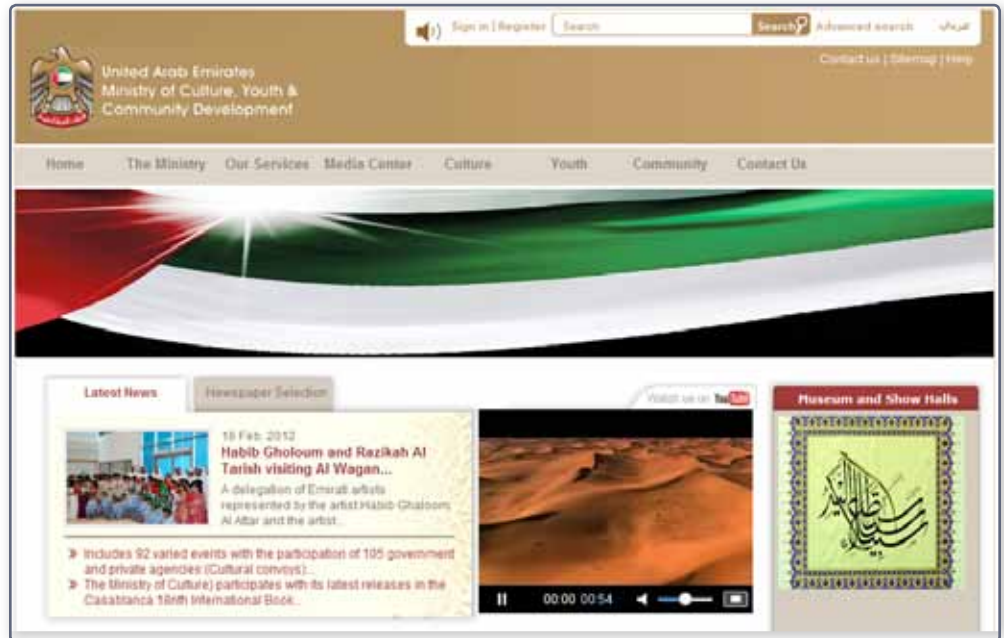 Sign in | Register Search Search Advanced search عربي
Contact us | Sitemap | Help
United Arab Emirates
Ministry of Culture, Youth &
Community Development
Home The Ministry Our Services Media Center Culture Youth Community Contact Us
Latest News Newspaper Selection
16 Feb. 2012
Habib Gholoum and Razikah Al
Tarish visiting Al Wagan...
A delegation of Emirati artists
represented by the artist Habib Ghaloom
Al Attar and the artist...
» Includes 92 varied events with the participation of 105 government
and private agencies (Cultural convoys)...
» The Ministry of Culture) participates with its latest releases in the
Casablanca International Book...
Watch us on YouTube
00:00 00:54
Museum and Show Halls